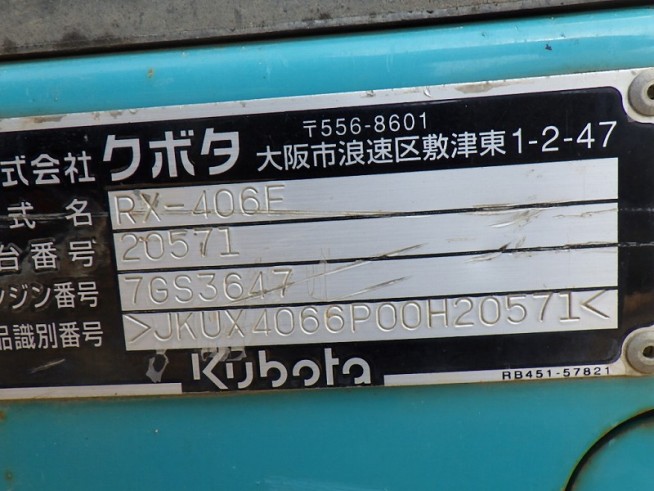 式会社 クボタ 〒556-8601
大阪市浪速区敷津東1-2-47
式名 RX-406E
台番号 20571
ンジン番号 7GS3647
品識別番号 >JKUX4066P00H20571<
Kubota
RB451-57821